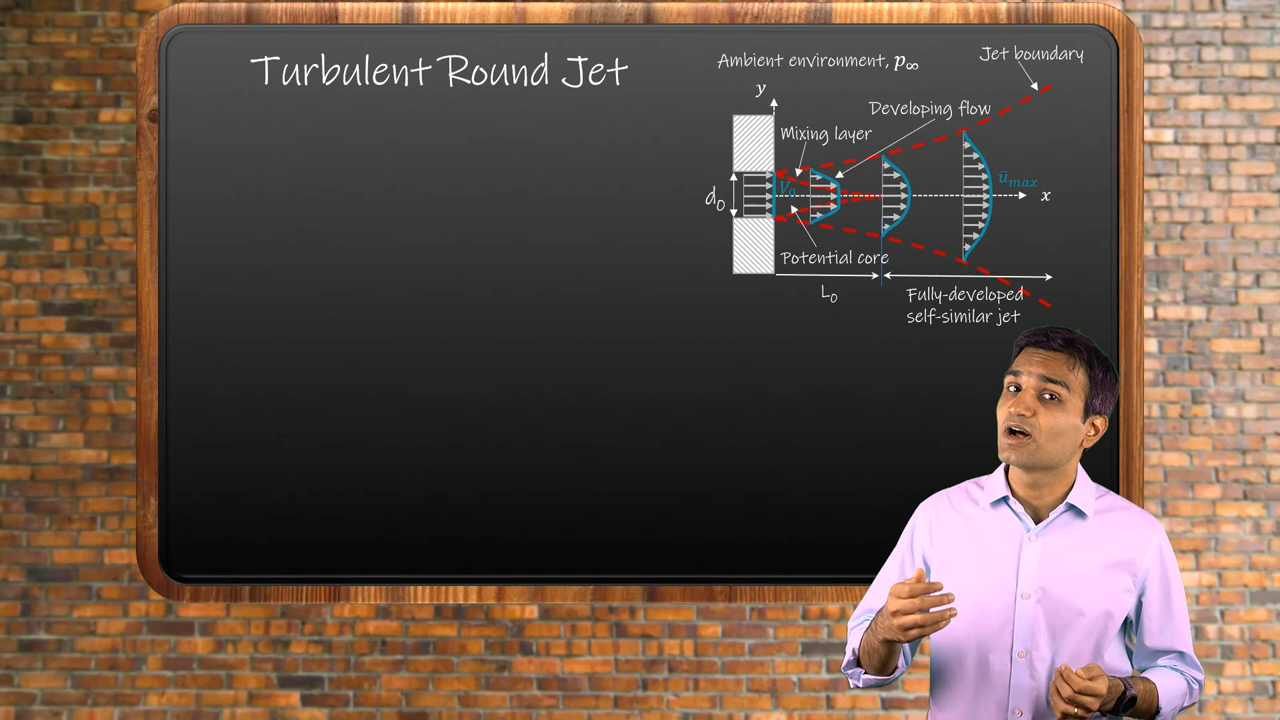 Turbulent Round Jet
Ambient environment, p∞
Jet boundary
y
Developing flow
Mixing layer
V₀
ūmax
d₀
x
Potential core
L₀
Fully-developed
self-similar jet